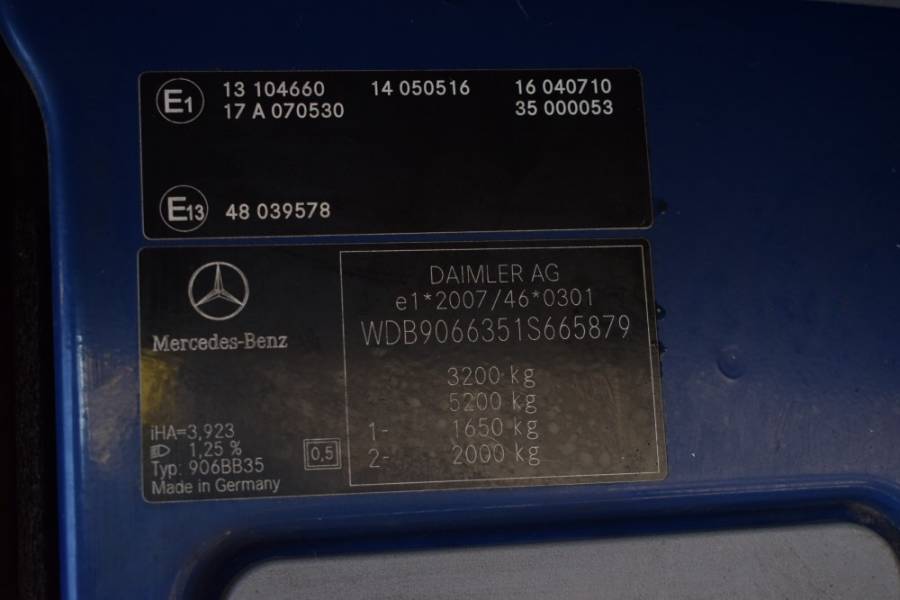 E1 13 104660 14 050516 16 040710
17 A 070530 35 000053
E13 48 039578
Mercedes-Benz
DAIMLER AG
e1*2007/46*0301
WDB9066351S665879
3200 kg
5200 kg
1- 1650 kg
2- 2000 kg
iHA=3,923
1,25 %
0,5
Typ: 906BB35
Made in Germany